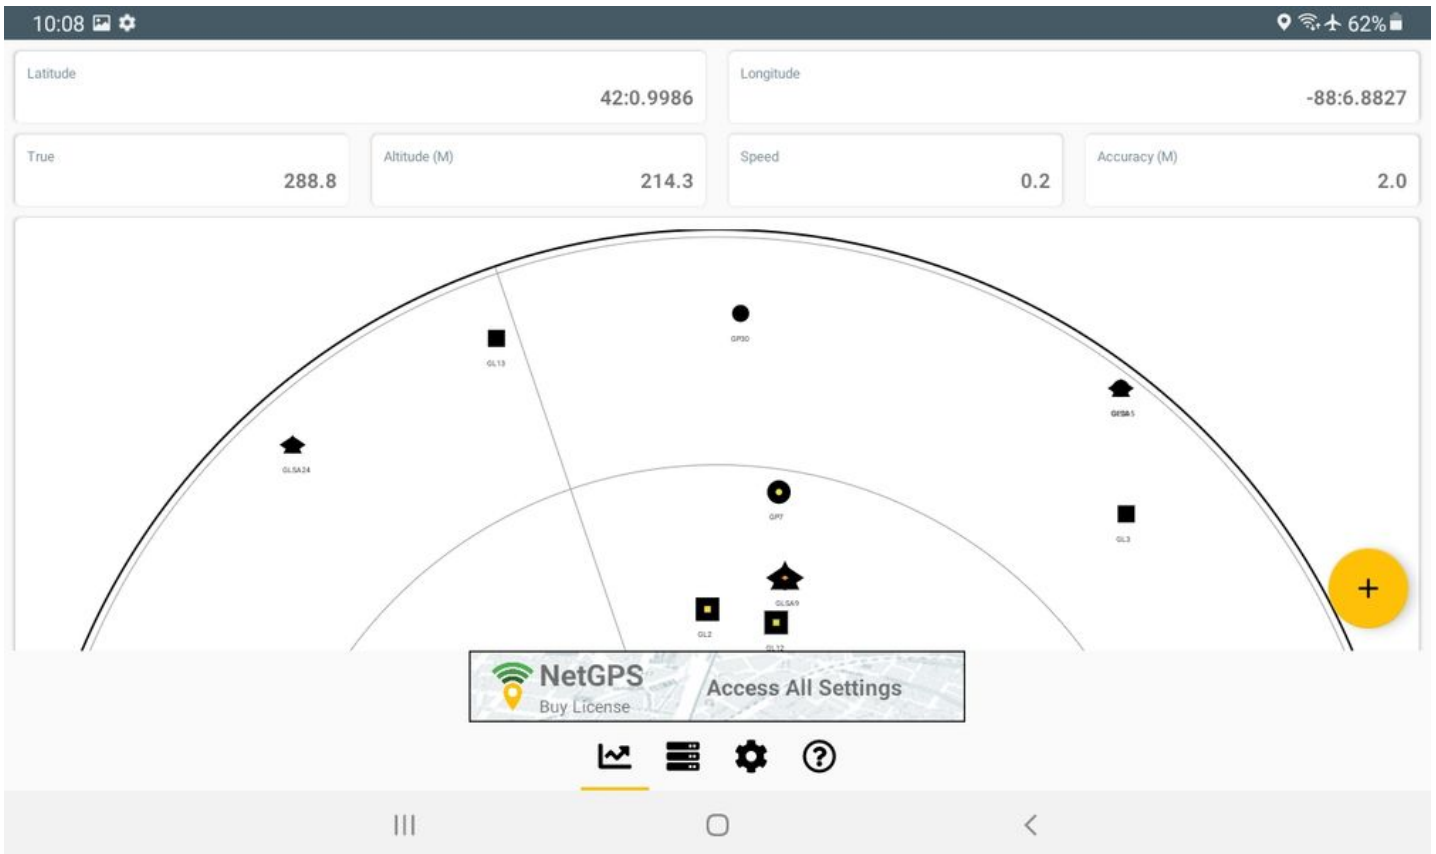 10:08 62%
Latitude
42:0.9986
Longitude
-88:6.8827
True
288.8
Altitude (M)
214.3
Speed
0.2
Accuracy (M)
2.0
GP30
GL13
GLSA24
GP7
GL3
GLSA9
GL2
GL12
NetGPS
Buy License
Access All Settings